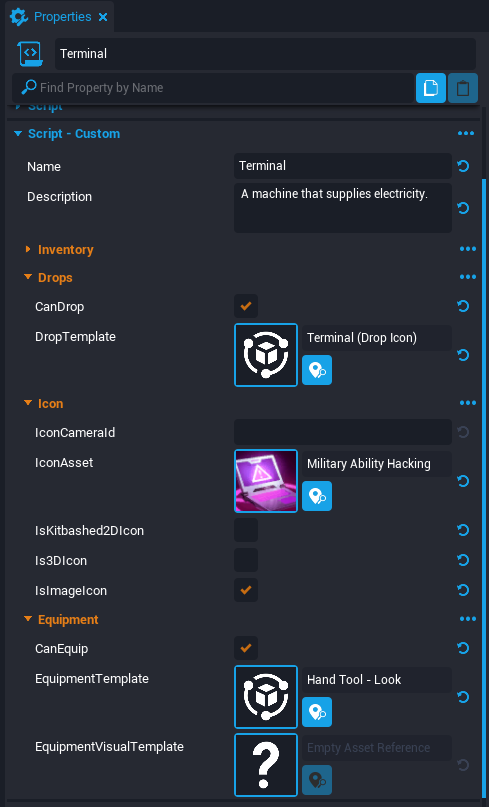 Properties
Terminal
Find Property by Name
Script
Script - Custom
Name
Terminal
Description
A machine that supplies electricity.
Inventory
Drops
CanDrop
DropTemplate
Terminal (Drop Icon)
Icon
IconCameraId
IconAsset
Military Ability Hacking
IsKitbashed2DIcon
Is3DIcon
IsImageIcon
Equipment
CanEquip
EquipmentTemplate
Hand Tool - Look
EquipmentVisualTemplate
Empty Asset Reference